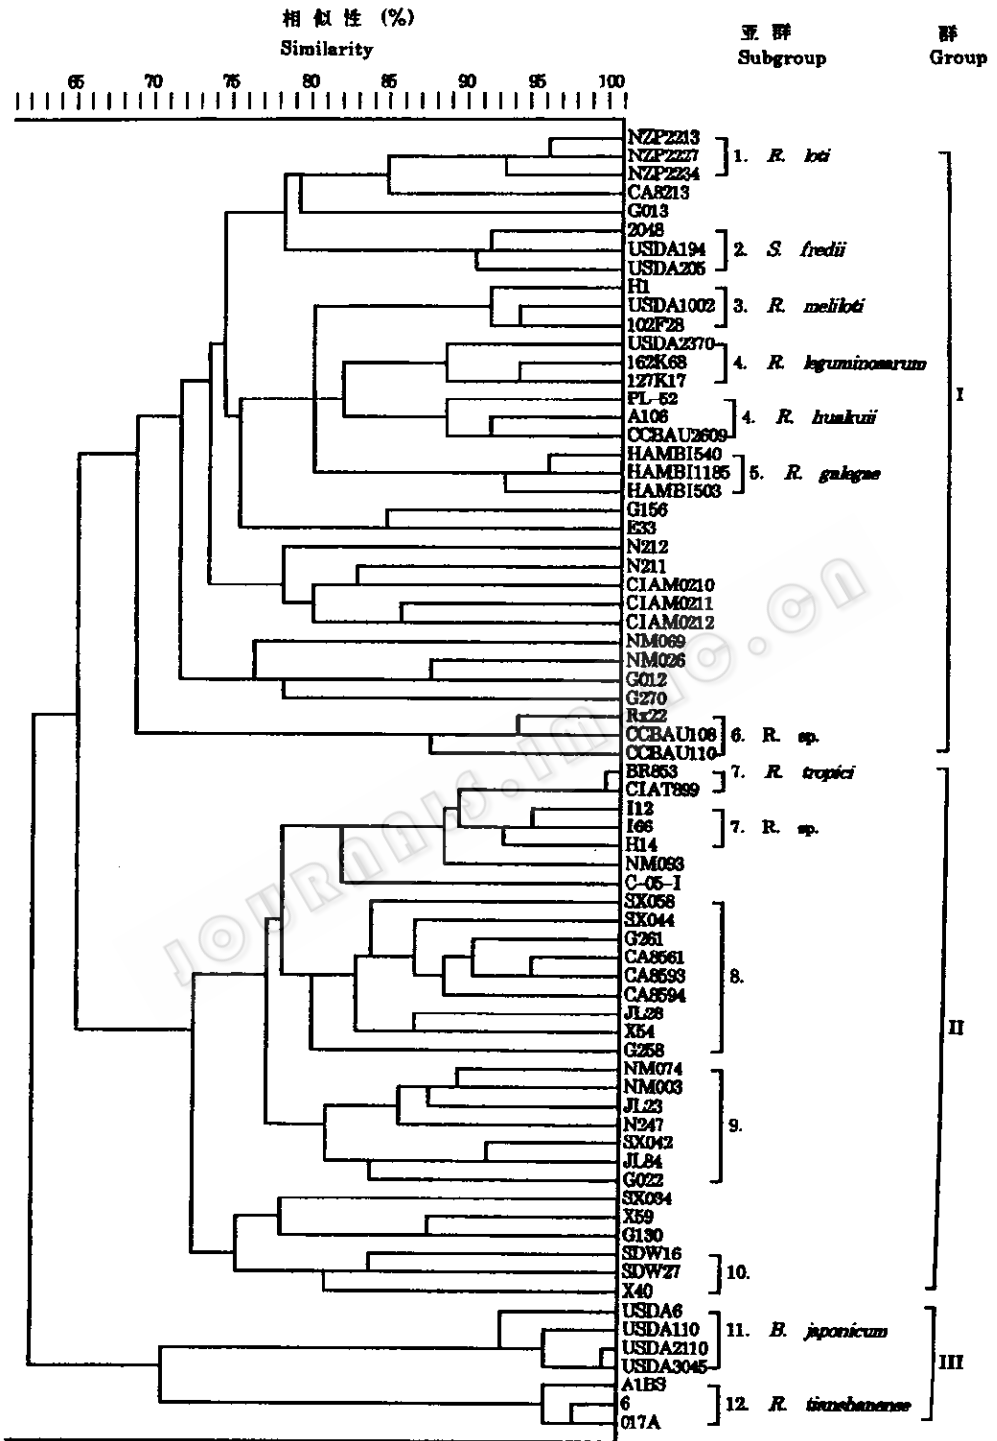 相似性 (%)
Similarity
亚群
Subgroup
群
Group
65 70 75 80 85 90 95 100
NZP2213
NZP2227 1. R. loti
NZP2234
CA8213
G013
2048
USDA194 2. S. fredii
USDA205
H1
USDA1002 3. R. meliloti
102F28
USDA2370
162K68 4. R. leguminosarum
127K17
PL-52
A106 4. R. huakuii
CCBAU2609
HAMBI540
HAMBI1185 5. R. galegae
HAMBI503
G156
E33
N212
N211
CIAM0210
CIAM0211
CIAM0212
NM069
NM026
G012
G270
Rx22
CCBAU108 6. R. sp.
CCBAU110
I
BR853 7. R. tropici
CIAT899
I12
I66 7. R. sp.
H14
NM093
C-05-I
SX058
SX044
G261
CA8561
CA8593 8.
CA8594
JL28
X54
G258
II
NM074
NM003
JL23
N247 9.
SX042
JL84
G022
SX034
X59
G130
SDW16
SDW27 10.
X40
USDA6
USDA110 11. B. japonicum
USDA2110
USDA3045
III
A1BS
6 12. R. tianshanense
017A
JOURNALS.IM.AC.CN